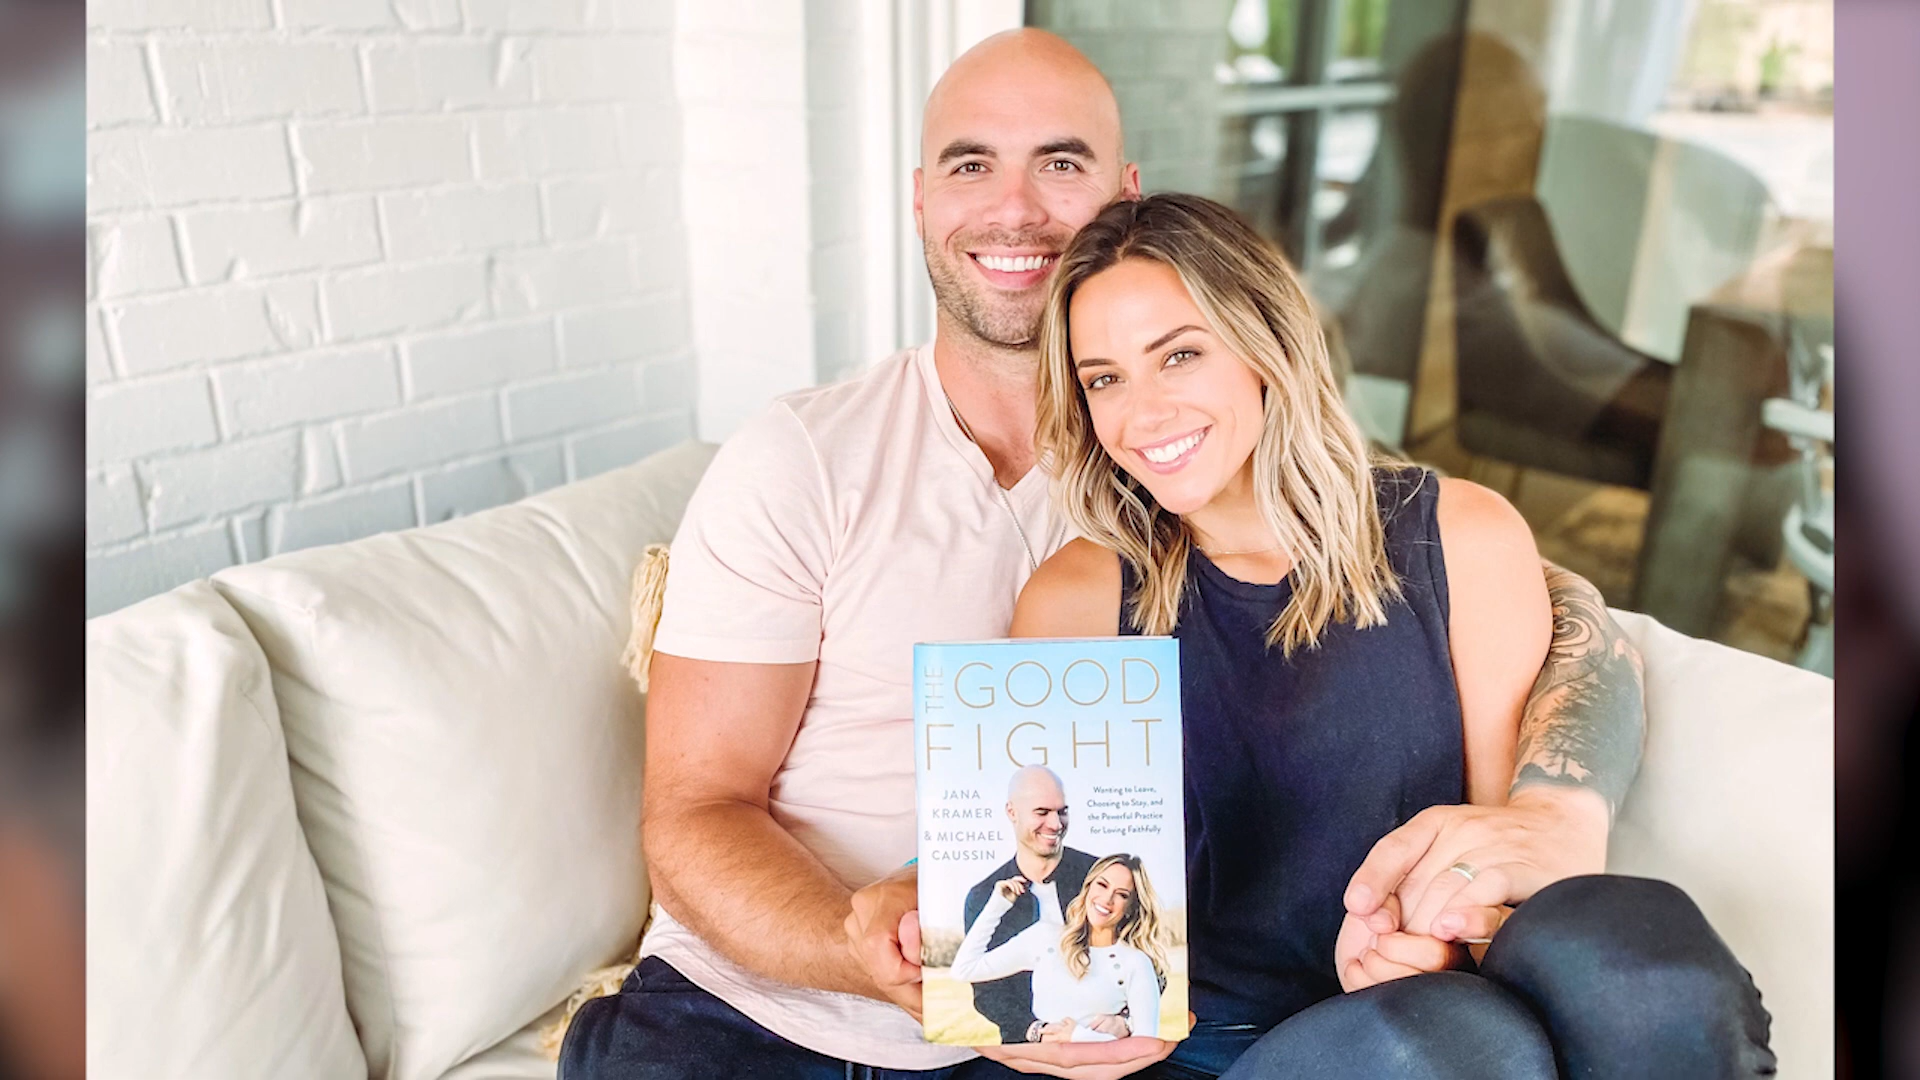 THE
GOOD
FIGHT
JANA
KRAMER
& MICHAEL
CAUSSIN
Wanting to Leave,
Choosing to Stay, and
the Powerful Practice
for Loving Faithfully